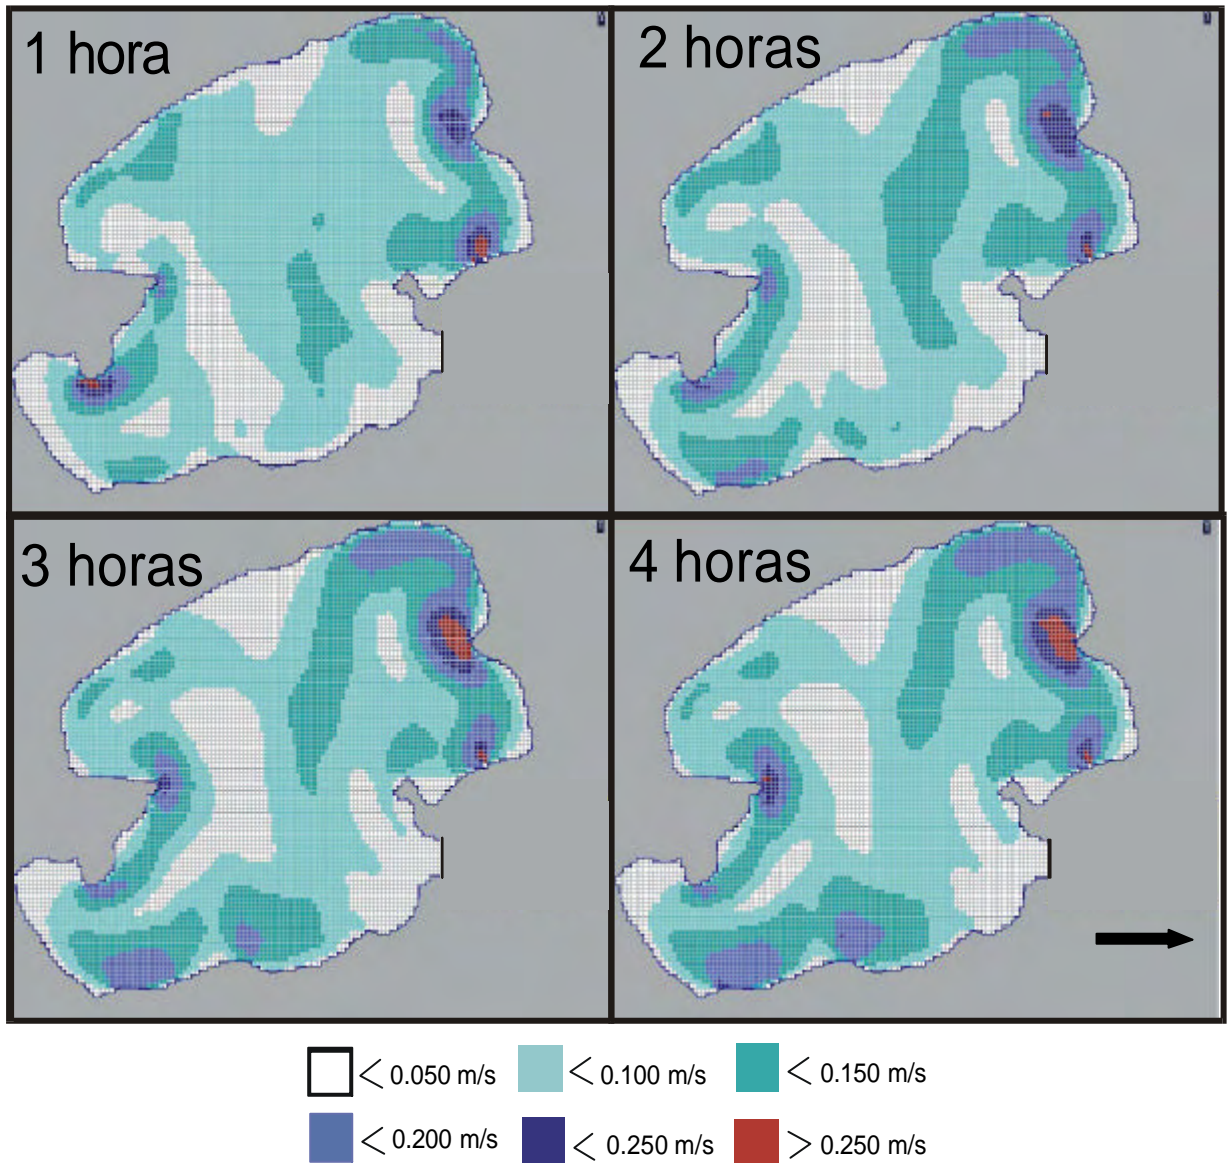 1 hora
2 horas
3 horas
4 horas
< 0.050 m/s
< 0.100 m/s
< 0.150 m/s
< 0.200 m/s
< 0.250 m/s
> 0.250 m/s